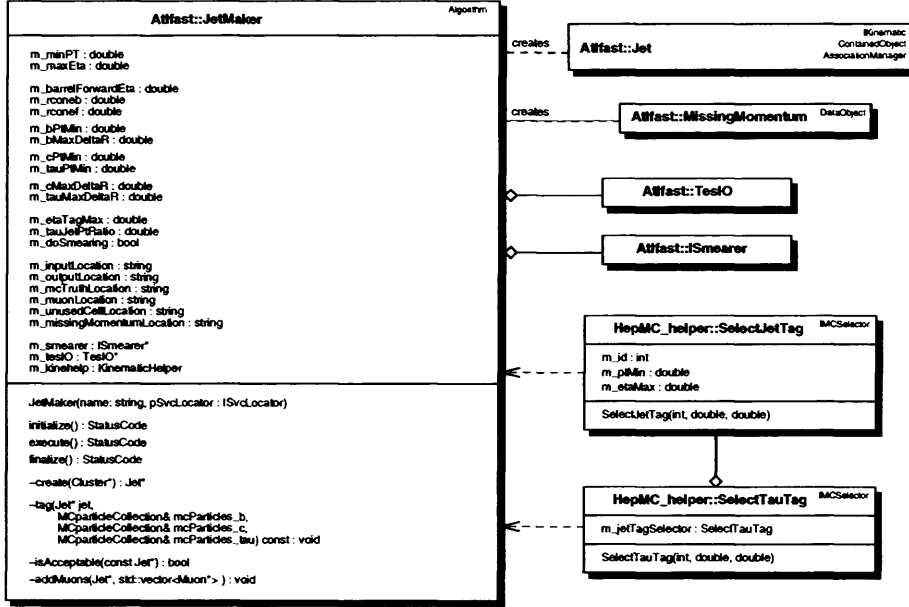 Atlfast::JetMaker
Algorithm
m_minPT : double
m_maxEta : double
m_barrelForwardEta : double
m_rconeb : double
m_rconef : double
m_bPtMin : double
m_bMaxDeltaR : double
m_cPtMin : double
m_tauPtMin : double
m_cMaxDeltaR : double
m_tauMaxDeltaR : double
m_etaTagMax : double
m_tauJetPtRatio : double
m_doSmearing : bool
m_inputLocation : string
m_outputLocation : string
m_mcTruthLocation : string
m_muonLocation : string
m_unusedCellLocation : string
m_missingMomentumLocation : string
m_smearer : ISmearer*
m_tesIO : TesIO*
m_kinehelp : KinematicHelper
JetMaker(name: string, pSvcLocator : ISvcLocator)
initialize() : StatusCode
execute() : StatusCode
finalize() : StatusCode
–create(Cluster*) : Jet*
–tag(Jet* jet,
MCparticleCollection& mcParticles_b,
MCparticleCollection& mcParticles_c,
MCparticleCollection& mcParticles_tau) const : void
–isAcceptable(const Jet*) : bool
–addMuons(Jet*, std::vector<Muon*> ) : void
creates
Atlfast::Jet
IKinematic
ContainedObject
AssociationManager
creates
Atlfast::MissingMomentum
DataObject
Atlfast::TesIO
Atlfast::ISmearer
HepMC_helper::SelectJetTag
IMCSelector
m_id : int
m_ptMin : double
m_etaMax : double
SelectJetTag(int, double, double)
HepMC_helper::SelectTauTag
IMCSelector
m_jetTagSelector : SelectTauTag
SelectTauTag(int, double, double)